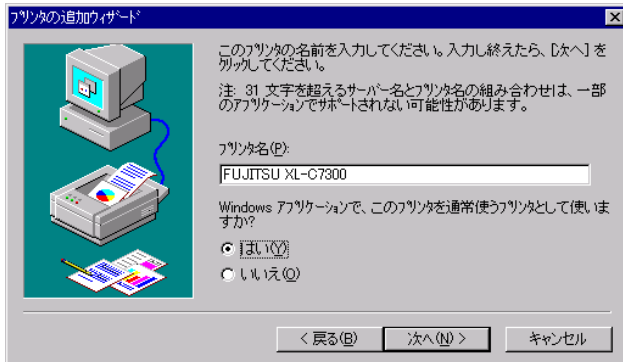 プリンタの追加ウィザード
このプリンタの名前を入力してください。入力し終えたら、[次へ] を
クリックしてください。
注: 31 文字を超えるサーバー名とプリンタ名の組み合わせは、一部
のアプリケーションでサポートされない可能性があります。
プリンタ名(P):
FUJITSU XL-C7300
Windows アプリケーションで、このプリンタを通常使うプリンタとして使いま
すか?
はい(Y)
いいえ(O)
< 戻る(B)
次へ(N) >
キャンセル